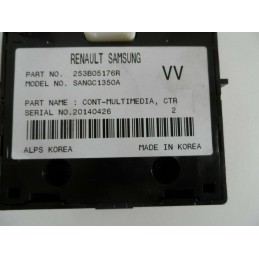 RENAULT SAMSUNG
PART NO. 253B05176R VV
MODEL NO. SANGC1350A
PART NAME : CONT-MULTIMEDIA, CTR
SERIAL NO.20140426 2
ALPS KOREA MADE IN KOREA